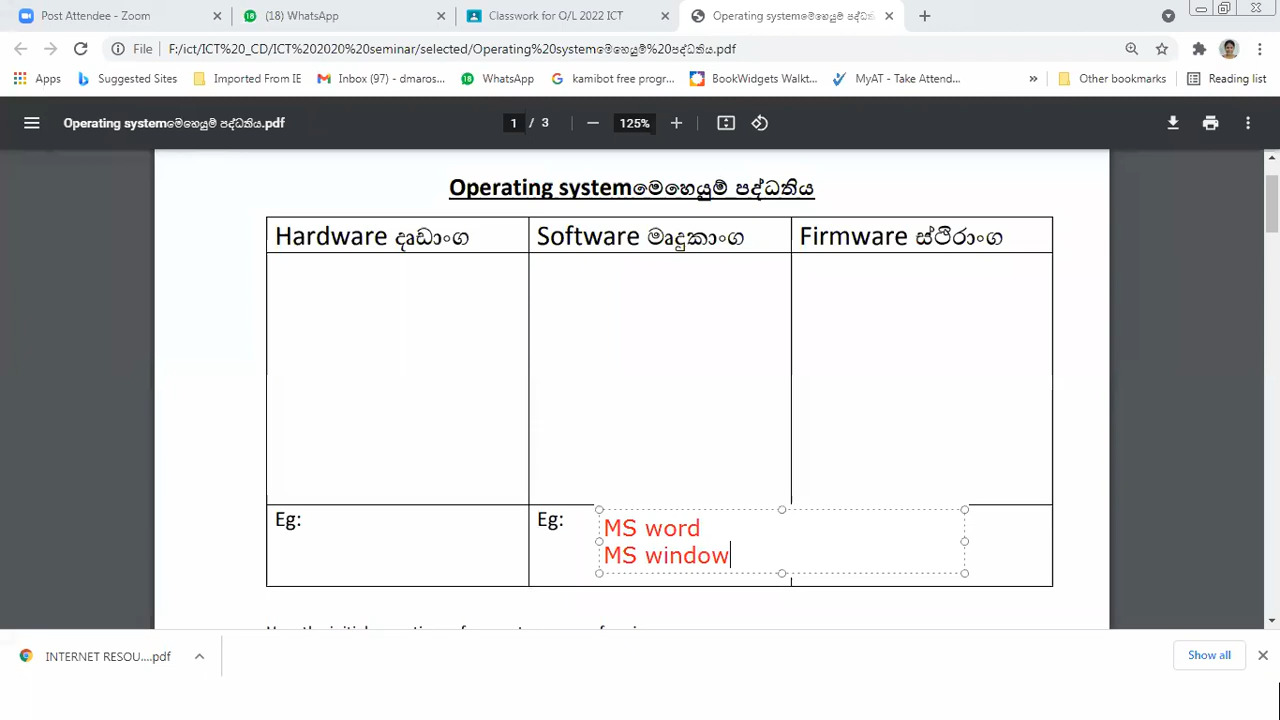 Post Attendee - Zoom
(18) WhatsApp
Classwork for O/L 2022 ICT
Operating systemමෙහෙයුම් පද්ධති
File
F:/ict/ICT%20_CD/ICT%202020%20seminar/selected/Operating%20systemමෙහෙයුම්%20පද්ධතිය.pdf
Apps
Suggested Sites
Imported From IE
Inbox (97) - dmaros...
WhatsApp
kamibot free progr...
BookWidgets Walkt...
MyAT - Take Attend...
»
Other bookmarks
Reading list
Operating systemමෙහෙයුම් පද්ධතිය.pdf
1 / 3
125%
Operating systemමෙහෙයුම් පද්ධතිය
Hardware දෘඩාංග
Software මෘදුකාංග
Firmware ස්ථිරාංග
Eg:
Eg:
MS word
MS window
INTERNET RESOU....pdf
Show all